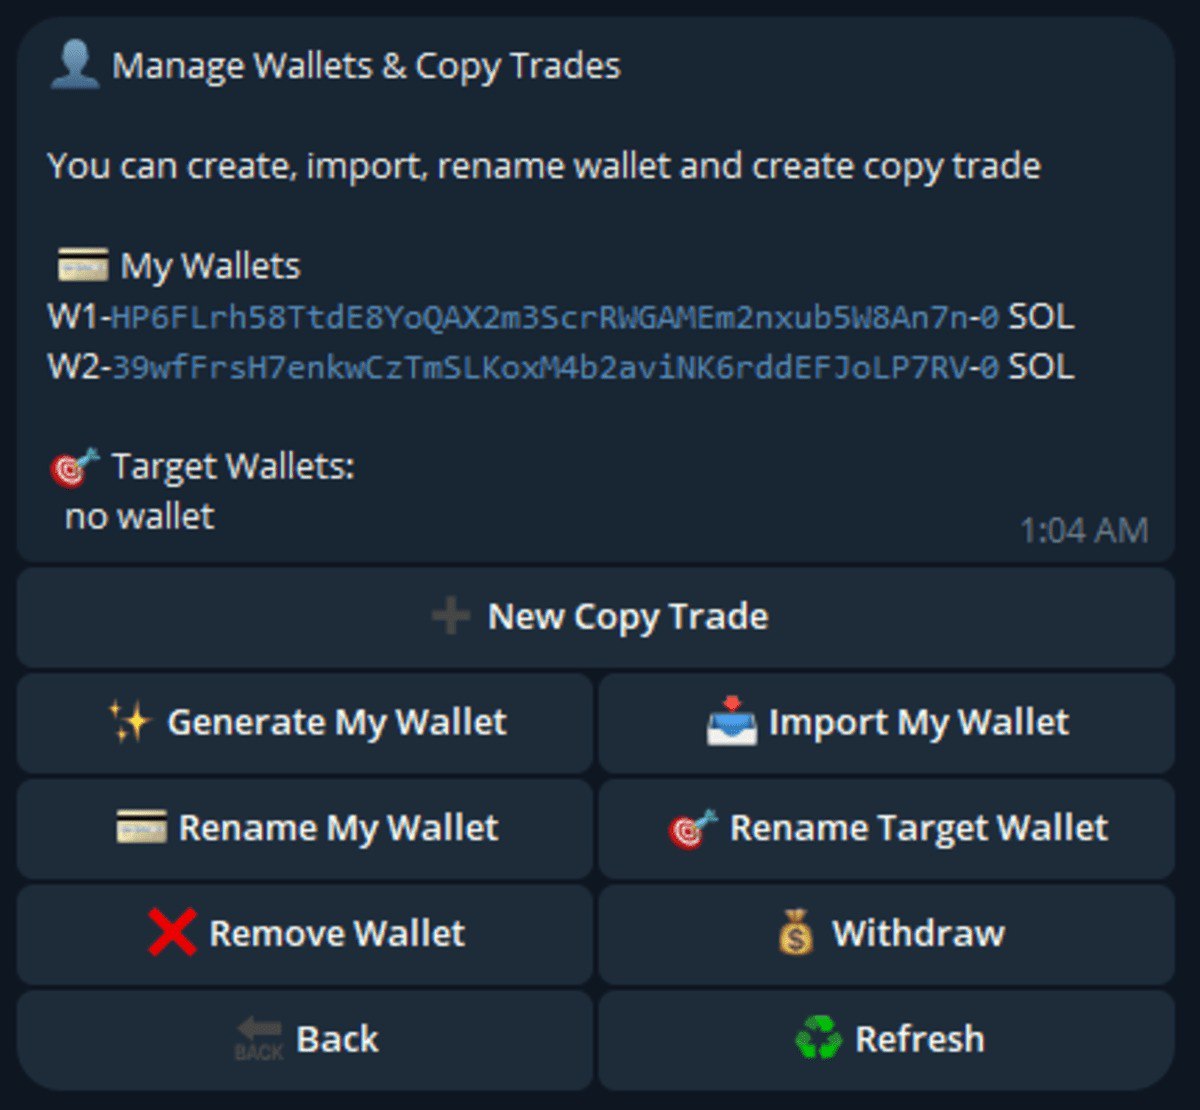 Manage Wallets & Copy Trades
You can create, import, rename wallet and create copy trade
My Wallets
W1-HP6FLrh58TtdE8YoQAX2m3ScrRWGAMEm2nxub5W8An7n-0 SOL
W2-39wfFrsH7enkwCzTmSLKoxM4b2aviNK6rddEFJoLP7RV-0 SOL
Target Wallets:
no wallet
1:04 AM
New Copy Trade
Generate My Wallet
Import My Wallet
Rename My Wallet
Rename Target Wallet
Remove Wallet
Withdraw
BACK Back
Refresh